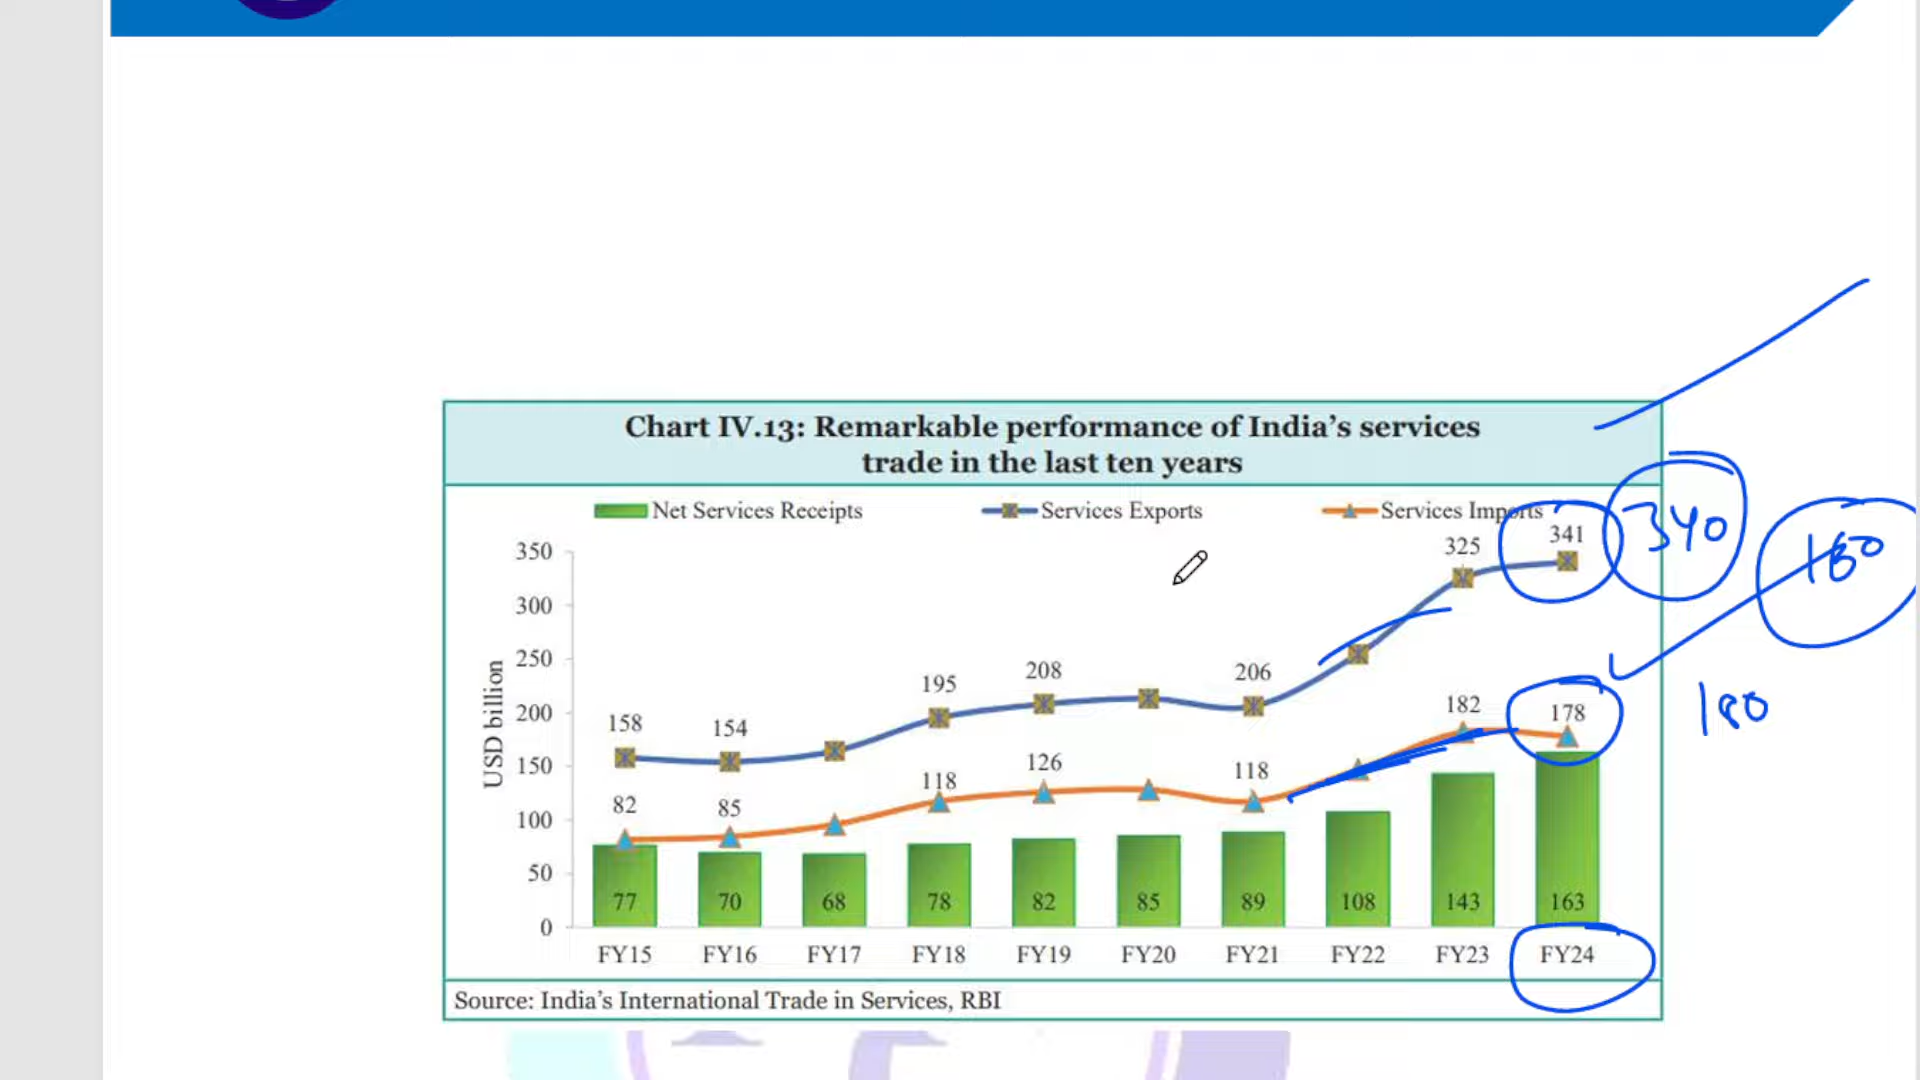 Chart IV.13: Remarkable performance of India's services
trade in the last ten years
Net Services Receipts Services Exports Services Imports
USD billion
350
300
250
200
150
100
50
0
158 154 195 208 206 325 341
82 85 118 126 118 182 178
77 70 68 78 82 85 89 108 143 163
FY15 FY16 FY17 FY18 FY19 FY20 FY21 FY22 FY23 FY24
Source: India's International Trade in Services, RBI
340
180
180